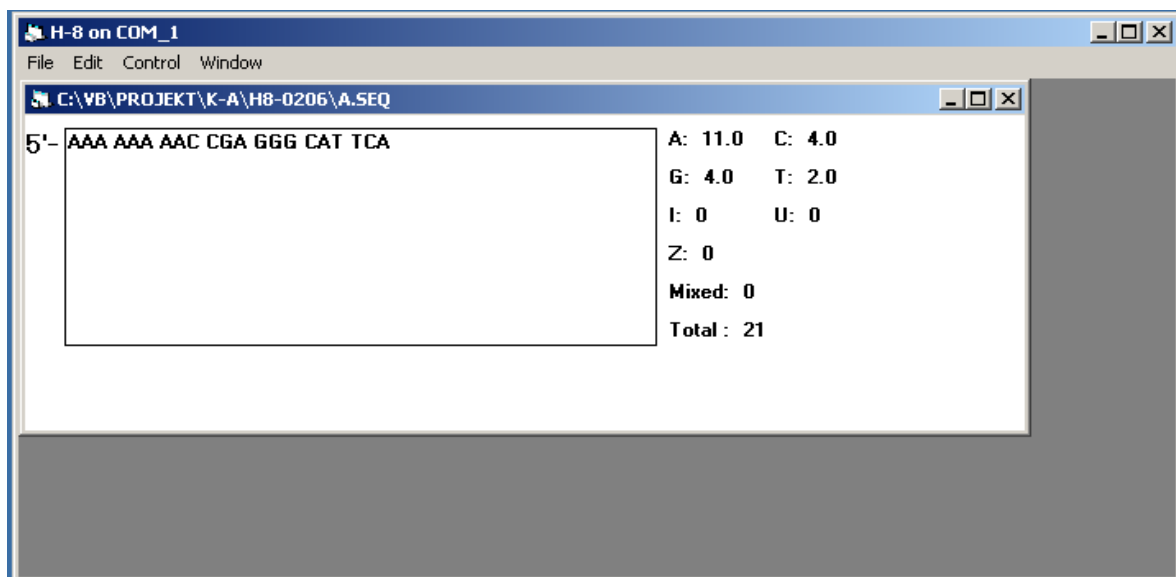 H-8 on COM_1
File Edit Control Window
C:\VB\PROJEKT\K-A\H8-0206\A.SEQ
5'- AAA AAA AAC CGA GGG CAT TCA
A: 11.0 C: 4.0
G: 4.0 T: 2.0
I: 0 U: 0
Z: 0
Mixed: 0
Total : 21